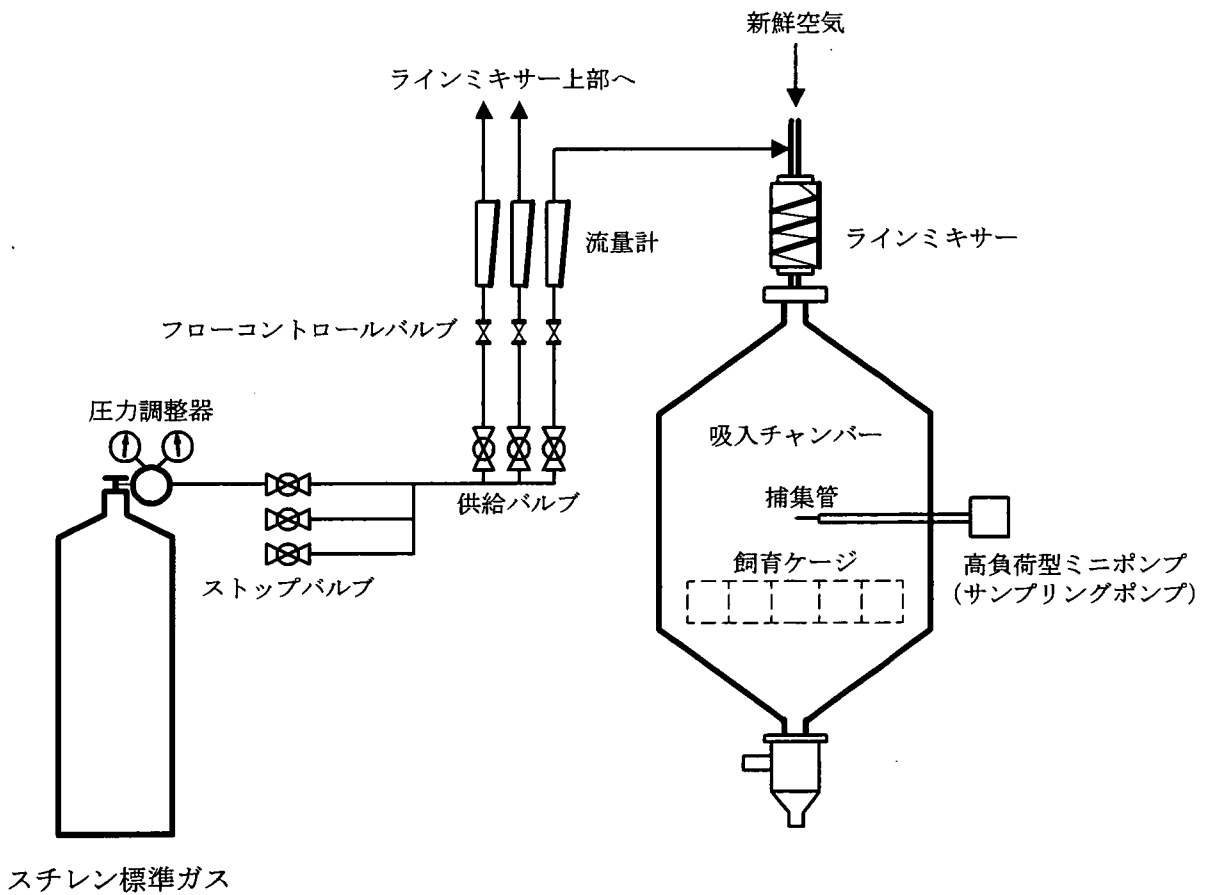 新鮮空気
ラインミキサー上部へ
流量計
ラインミキサー
フローコントロールバルブ
圧力調整器
吸入チャンバー
供給バルブ
捕集管
飼育ケージ
高負荷型ミニポンプ
(サンプリングポンプ)
ストップバルブ
スチレン標準ガス